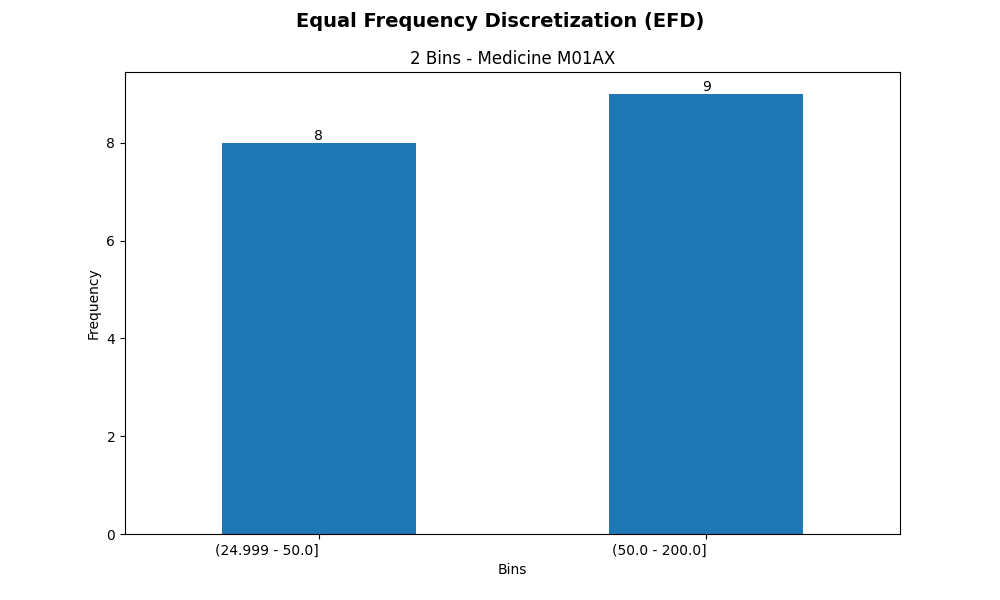 Equal Frequency Discretization (EFD)
2 Bins - Medicine M01AX
8
9
8
6
4
2
0
Frequency
(24.999 - 50.0]
(50.0 - 200.0]
Bins